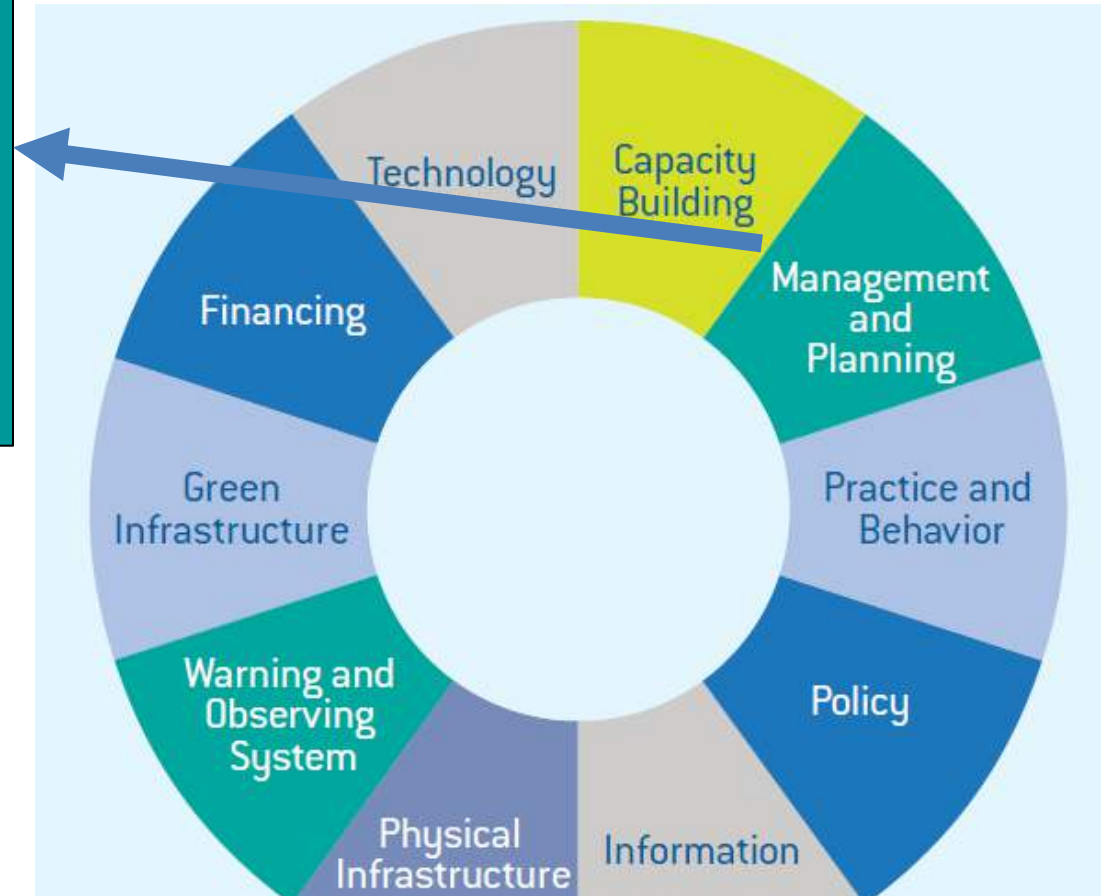 Technology
Capacity
Building
Management
and
Planning
Financing
Practice and
Behavior
Green
Infrastructure
Policy
Warning and
Observing
System
Information
Physical
Infrastructure